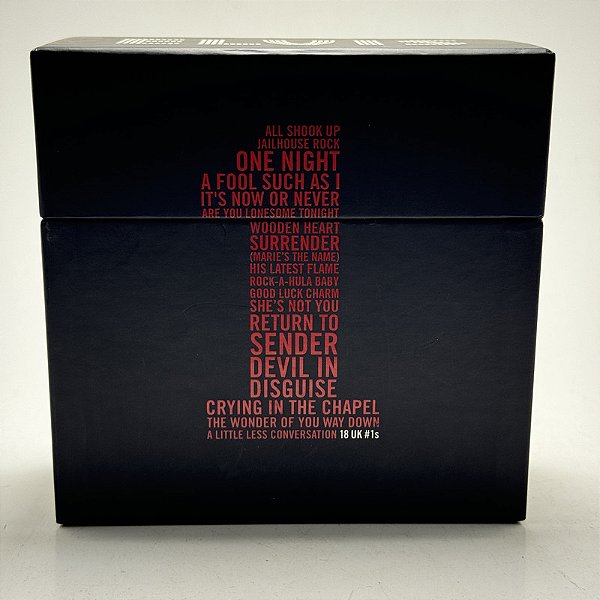 ALL SHOOK UP
JAILHOUSE ROCK
ONE NIGHT
A FOOL SUCH AS I
IT'S NOW OR NEVER
ARE YOU LONESOME TONIGHT
WOODEN HEART
SURRENDER
(MARIE'S THE NAME)
HIS LATEST FLAME
ROCK-A-HULA BABY
GOOD LUCK CHARM
SHE'S NOT YOU
RETURN TO
SENDER
DEVIL IN
DISGUISE
CRYING IN THE CHAPEL
THE WONDER OF YOU WAY DOWN
A LITTLE LESS CONVERSATION 18 UK #1s